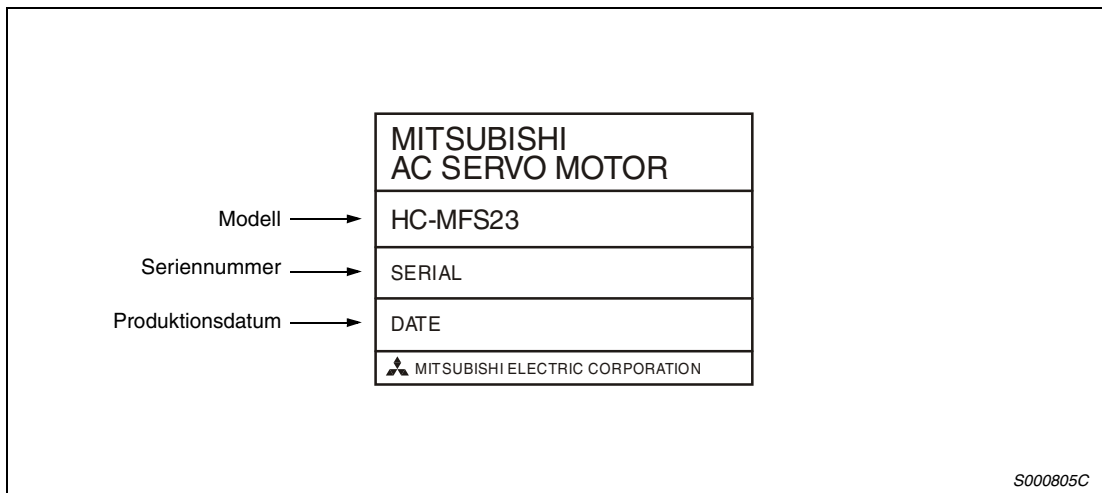 MITSUBISHI
AC SERVO MOTOR
Modell
HC-MFS23
Seriennummer
SERIAL
Produktionsdatum
DATE
MITSUBISHI ELECTRIC CORPORATION
S000805C